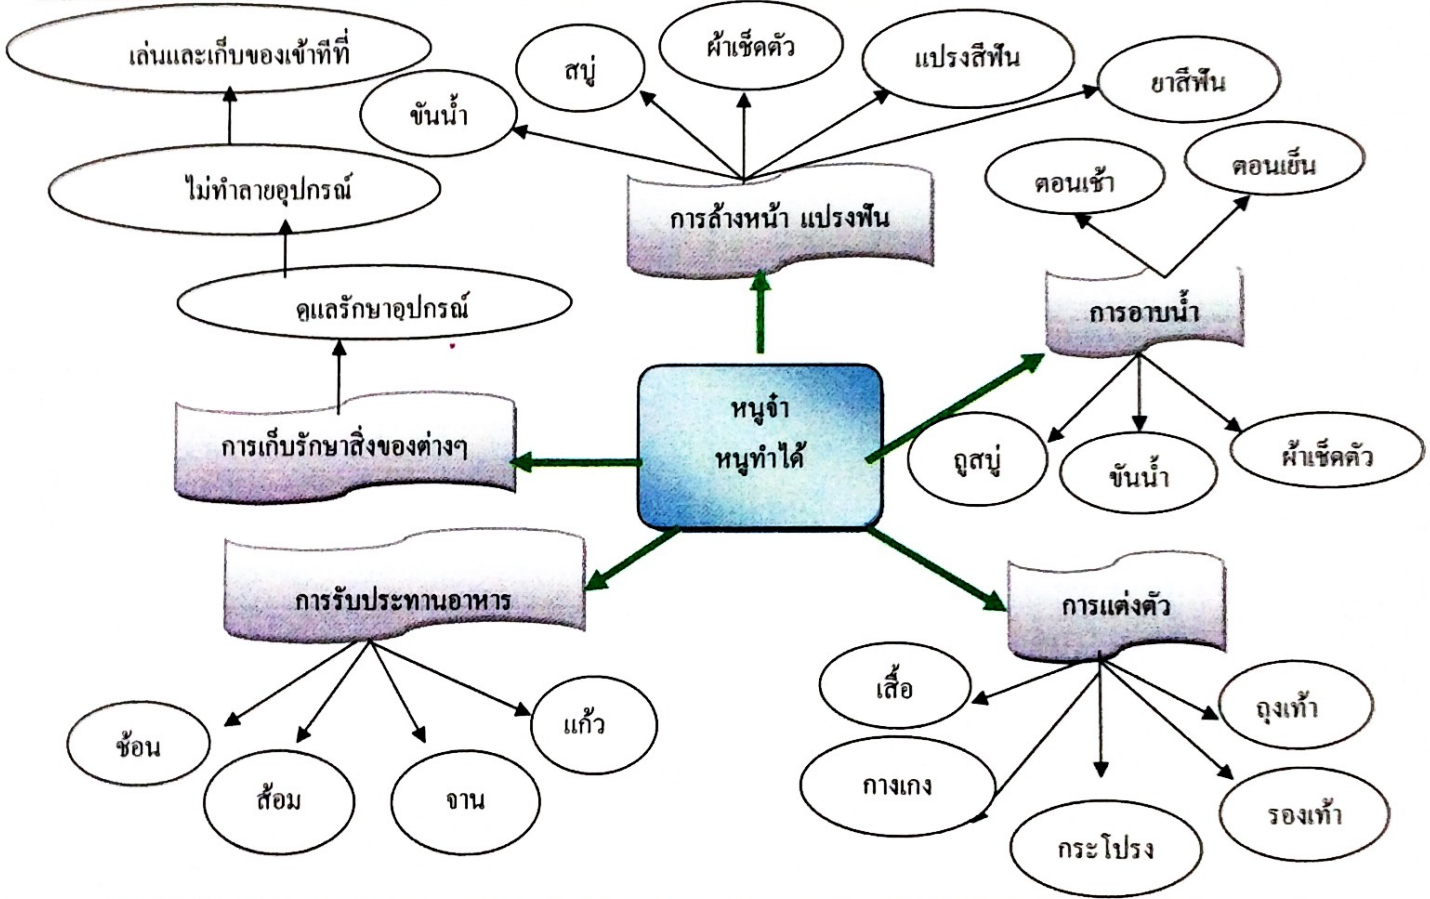 เล่นและเก็บของเข้าทีที่
ไม่ทำลายอุปกรณ์
ดูแลรักษาอุปกรณ์
การเก็บรักษาสิ่งของต่างๆ
ขันน้ำ
สบู่
ผ้าเช็ดตัว
แปรงสีฟัน
ยาสีฟัน
การล้างหน้า แปรงฟัน
ตอนเช้า
ตอนเย็น
การอาบน้ำ
ถูสบู่
ขันน้ำ
ผ้าเช็ดตัว
หนูจ๋า
หนูทำได้
การรับประทานอาหาร
ช้อน
ส้อม
จาน
แก้ว
การแต่งตัว
เสื้อ
กางเกง
กระโปรง
รองเท้า
ถุงเท้า